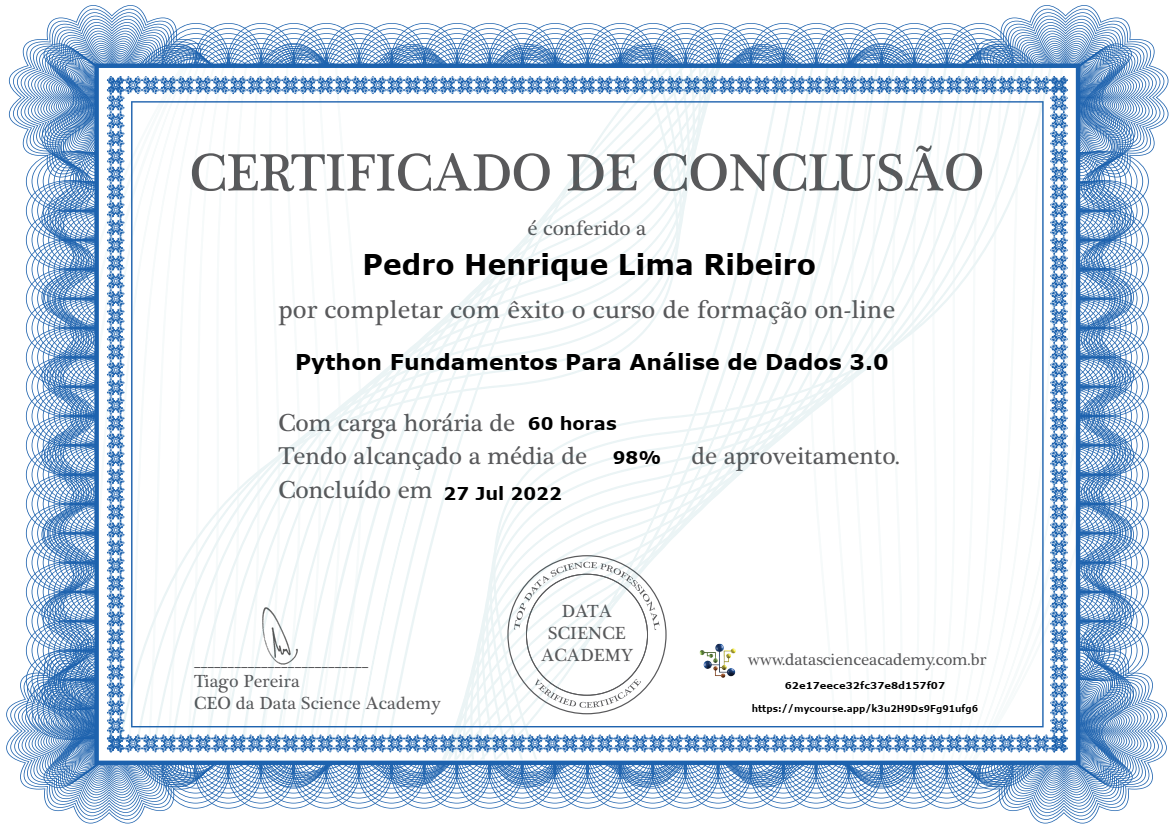 CERTIFICADO DE CONCLUSÃO
é conferido a
Pedro Henrique Lima Ribeiro
por completar com êxito o curso de formação on-line
Python Fundamentos Para Análise de Dados 3.0
Com carga horária de 60 horas
Tendo alcançado a média de 98% de aproveitamento.
Concluído em 27 Jul 2022
TOP DATA SCIENCE PROFESSIONAL
DATA
SCIENCE
ACADEMY
VERIFIED CERTIFICATE
Tiago Pereira
CEO da Data Science Academy
www.datascienceacademy.com.br
62e17eece32fc37e8d157f07
https://mycourse.app/k3u2H9Ds9Fg91ufg6